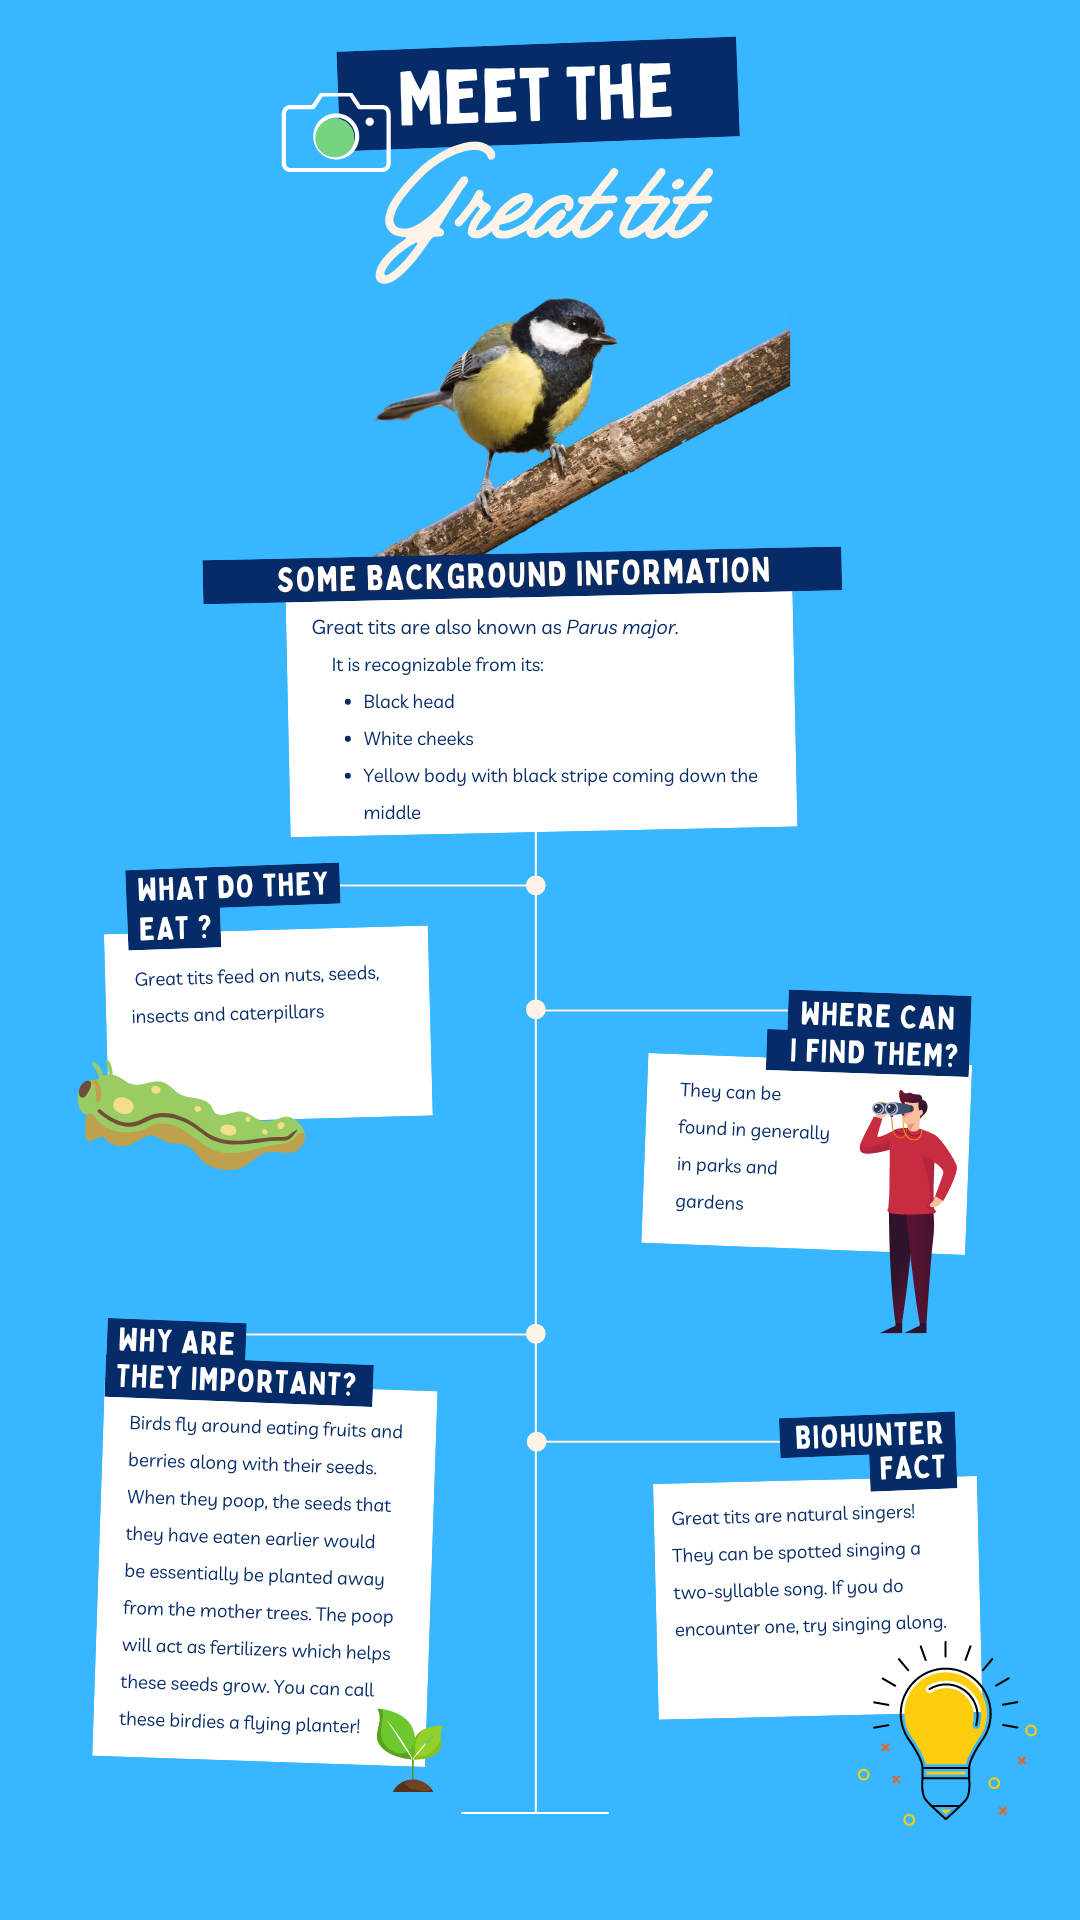 MEET THE
Great tit
SOME BACKGROUND INFORMATION
Great tits are also known as Parus major.
It is recognizable from its:
• Black head
• White cheeks
• Yellow body with black stripe coming down the
middle
WHAT DO THEY
EAT ?
Great tits feed on nuts, seeds,
insects and caterpillars
WHERE CAN
I FIND THEM?
They can be
found in generally
in parks and
gardens
WHY ARE
THEY IMPORTANT?
Birds fly around eating fruits and
berries along with their seeds.
When they poop, the seeds that
they have eaten earlier would
be essentially be planted away
from the mother trees. The poop
will act as fertilizers which helps
these seeds grow. You can call
these birdies a flying planter!
BIOHUNTER
FACT
Great tits are natural singers!
They can be spotted singing a
two-syllable song. If you do
encounter one, try singing along.